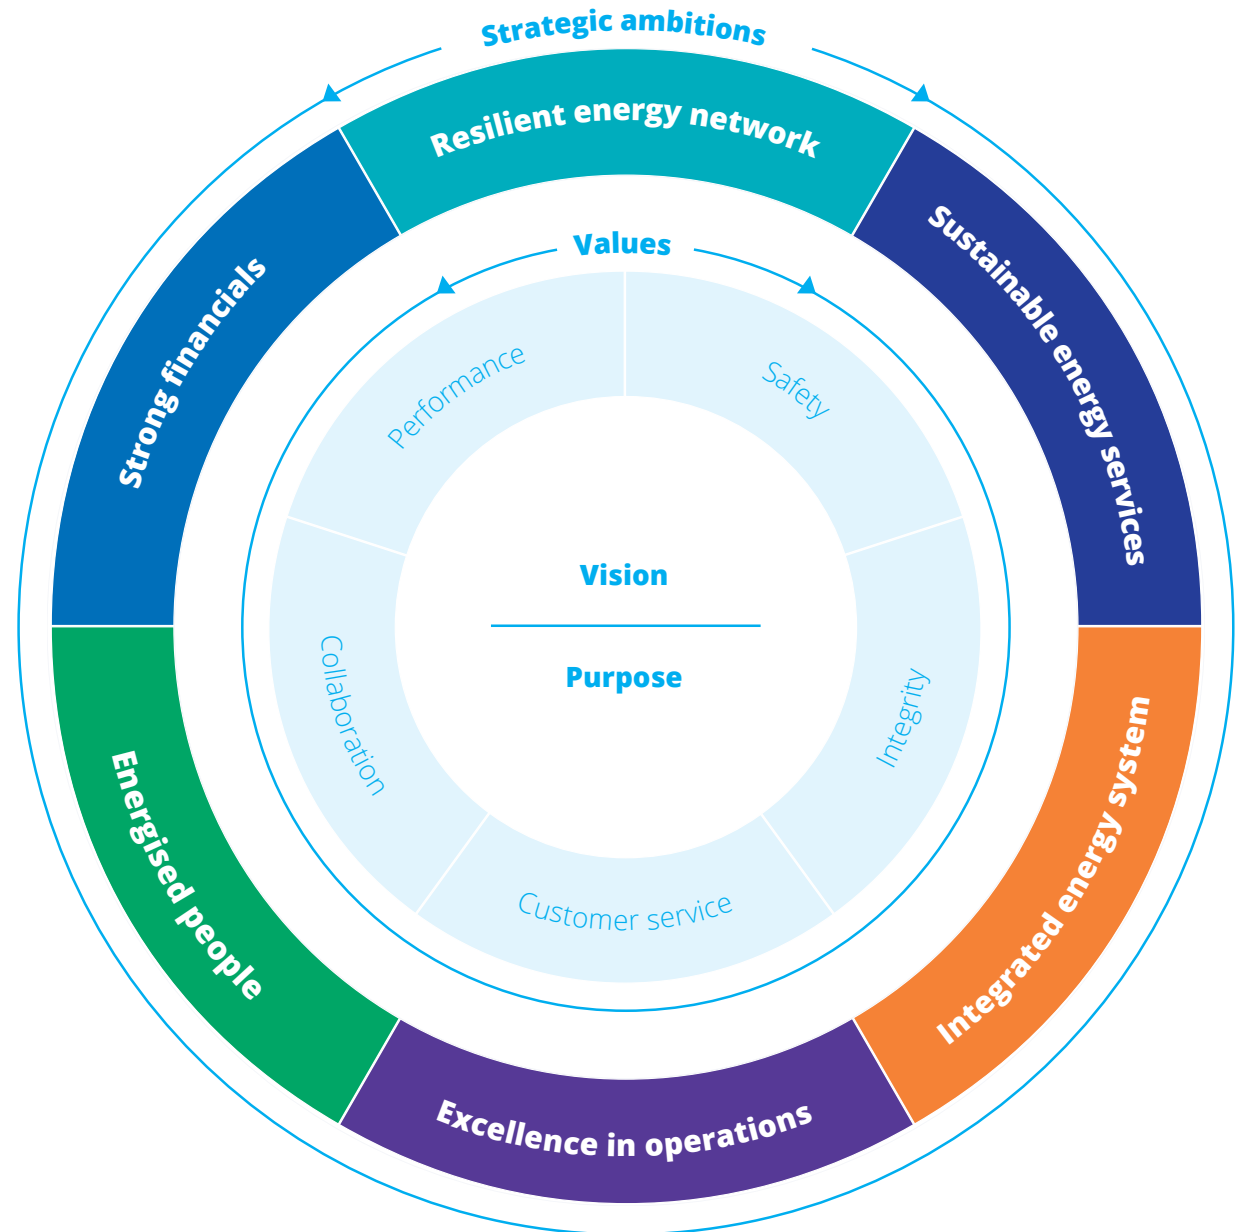 Strategic ambitions
Resilient energy network
Sustainable energy services
Integrated energy system
Excellence in operations
Energised people
Strong financials
Values
Safety
Integrity
Customer service
Collaboration
Performance
Vision
Purpose